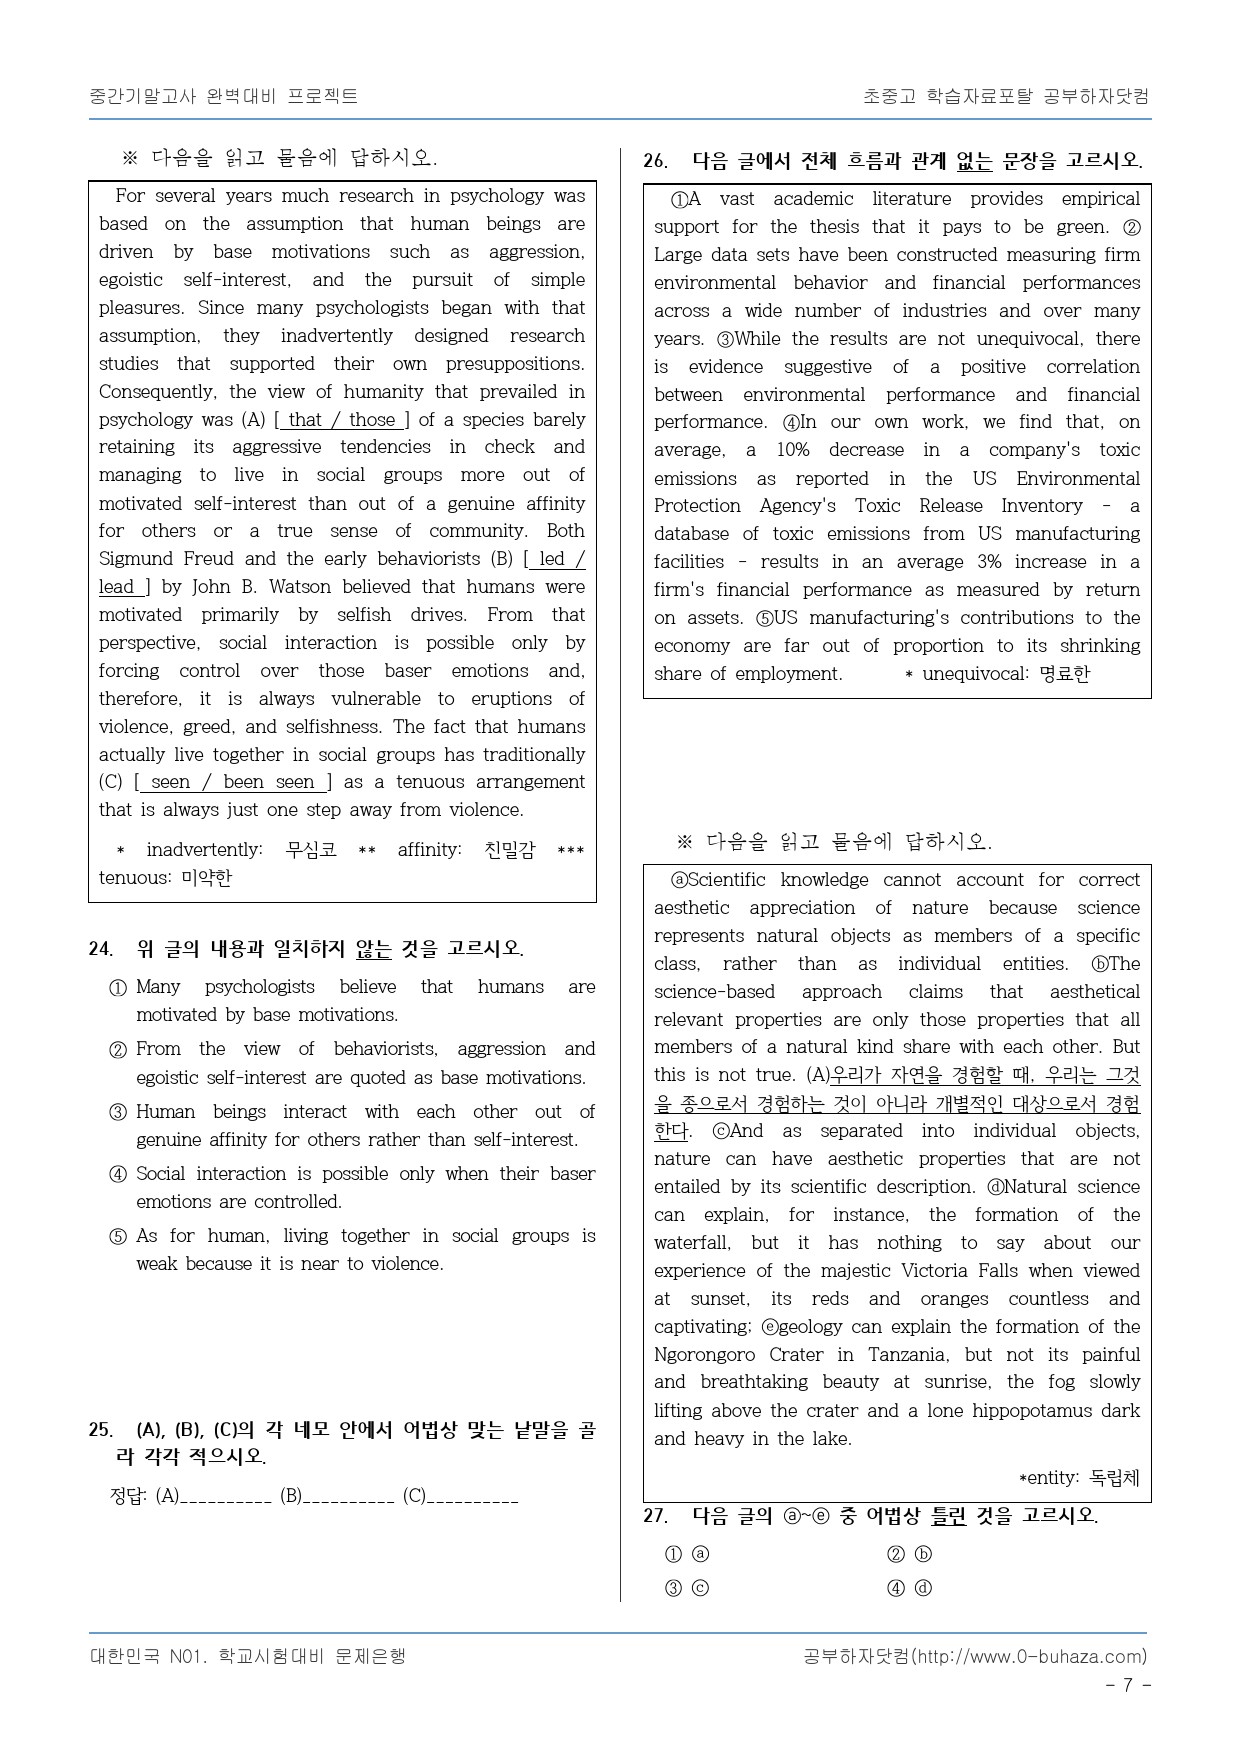 중간기말고사 완벽대비 프로젝트
초중고 학습자료포탈 공부하자닷컴
※ 다음을 읽고 물음에 답하시오.
For several years much research in psychology was
based on the assumption that human beings are
driven by base motivations such as aggression,
egoistic self-interest, and the pursuit of simple
pleasures. Since many psychologists began with that
assumption, they inadvertently designed research
studies that supported their own presuppositions.
Consequently, the view of humanity that prevailed in
psychology was (A) [ that / those ] of a species barely
retaining its aggressive tendencies in check and
managing to live in social groups more out of
motivated self-interest than out of a genuine affinity
for others or a true sense of community. Both
Sigmund Freud and the early behaviorists (B) [ led /
lead ] by John B. Watson believed that humans were
motivated primarily by selfish drives. From that
perspective, social interaction is possible only by
forcing control over those baser emotions and,
therefore, it is always vulnerable to eruptions of
violence, greed, and selfishness. The fact that humans
actually live together in social groups has traditionally
(C) [ seen / been seen ] as a tenuous arrangement
that is always just one step away from violence.
* inadvertently: 무심코 ** affinity: 친밀감 ***
tenuous: 미약한
24. 위 글의 내용과 일치하지 않는 것을 고르시오.
① Many psychologists believe that humans are
motivated by base motivations.
② From the view of behaviorists, aggression and
egoistic self-interest are quoted as base motivations.
③ Human beings interact with each other out of
genuine affinity for others rather than self-interest.
④ Social interaction is possible only when their baser
emotions are controlled.
⑤ As for human, living together in social groups is
weak because it is near to violence.
25. (A), (B), (C)의 각 네모 안에서 어법상 맞는 낱말을 골
라 각각 적으시오.
정답: (A)__________ (B)__________ (C)__________
26. 다음 글에서 전체 흐름과 관계 없는 문장을 고르시오.
①A vast academic literature provides empirical
support for the thesis that it pays to be green. ②
Large data sets have been constructed measuring firm
environmental behavior and financial performances
across a wide number of industries and over many
years. ③While the results are not unequivocal, there
is evidence suggestive of a positive correlation
between environmental performance and financial
performance. ④In our own work, we find that, on
average, a 10% decrease in a company's toxic
emissions as reported in the US Environmental
Protection Agency's Toxic Release Inventory - a
database of toxic emissions from US manufacturing
facilities - results in an average 3% increase in a
firm's financial performance as measured by return
on assets. ⑤US manufacturing's contributions to the
economy are far out of proportion to its shrinking
share of employment. * unequivocal: 명료한
※ 다음을 읽고 물음에 답하시오.
ⓐScientific knowledge cannot account for correct
aesthetic appreciation of nature because science
represents natural objects as members of a specific
class, rather than as individual entities. ⓑThe
science-based approach claims that aesthetical
relevant properties are only those properties that all
members of a natural kind share with each other. But
this is not true. (A)우리가 자연을 경험할 때, 우리는 그것
을 종으로서 경험하는 것이 아니라 개별적인 대상으로서 경험
한다. ⓒAnd as separated into individual objects,
nature can have aesthetic properties that are not
entailed by its scientific description. ⓓNatural science
can explain, for instance, the formation of the
waterfall, but it has nothing to say about our
experience of the majestic Victoria Falls when viewed
at sunset, its reds and oranges countless and
captivating; ⓔgeology can explain the formation of the
Ngorongoro Crater in Tanzania, but not its painful
and breathtaking beauty at sunrise, the fog slowly
lifting above the crater and a lone hippopotamus dark
and heavy in the lake.
*entity: 독립체
27. 다음 글의 ⓐ~ⓔ 중 어법상 틀린 것을 고르시오.
① ⓐ ② ⓑ
③ ⓒ ④ ⓓ
대한민국 N01. 학교시험대비 문제은행
공부하자닷컴(http://www.0-buhaza.com)
- 7 -